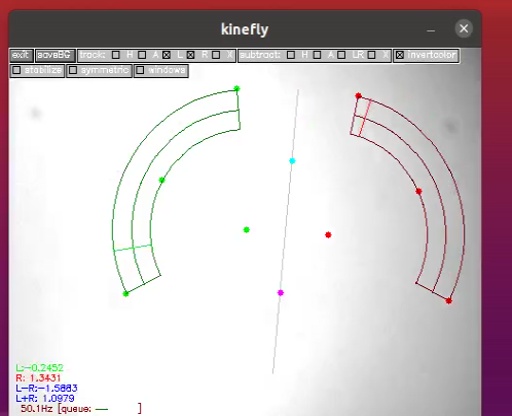 kinefly
exit saveBG track: H A L R X subtract: H A LR X invertcolor
stabilize symmetric windows
L:-0.2452
R: 1.3431
L-R:-1.5883
L+R: 1.0979
50.1Hz [queue: — ]